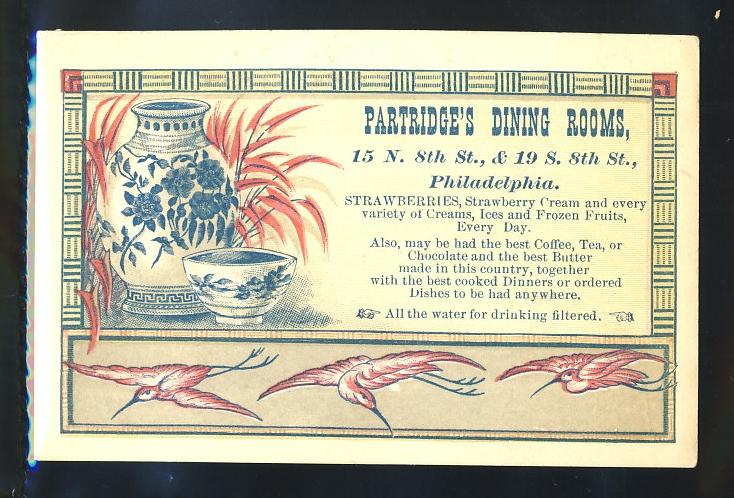 PARTRIDGE'S DINING ROOMS,
15 N. 8th St., & 19 S. 8th St.,
Philadelphia.
STRAWBERRIES, Strawberry Cream and every
variety of Creams, Ices and Frozen Fruits,
Every Day.
Also, may be had the best Coffee, Tea, or
Chocolate and the best Butter
made in this country, together
with the best cooked Dinners or ordered
Dishes to be had anywhere.
All the water for drinking filtered.